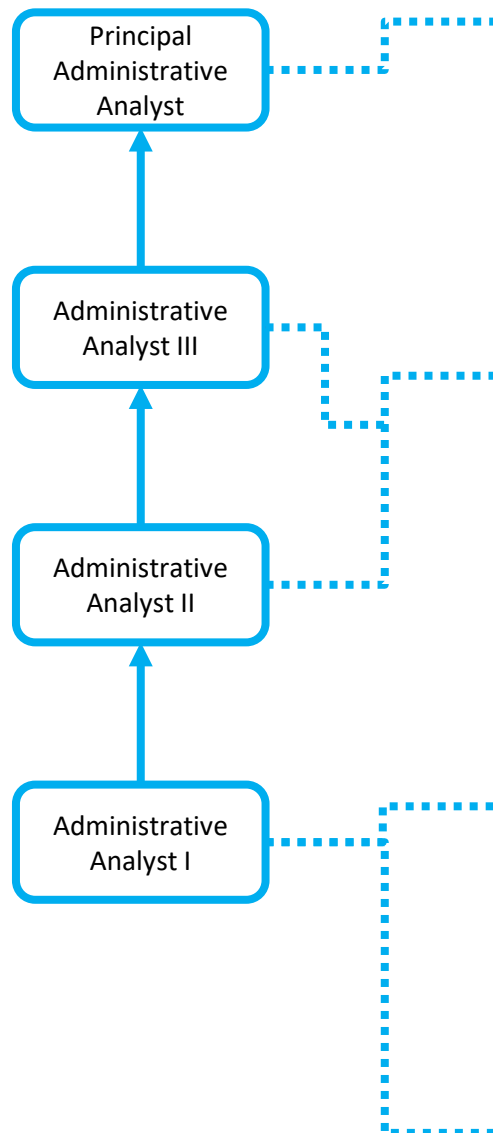 Principal
Administrative
Analyst
Administrative
Analyst III
Administrative
Analyst II
Administrative
Analyst I